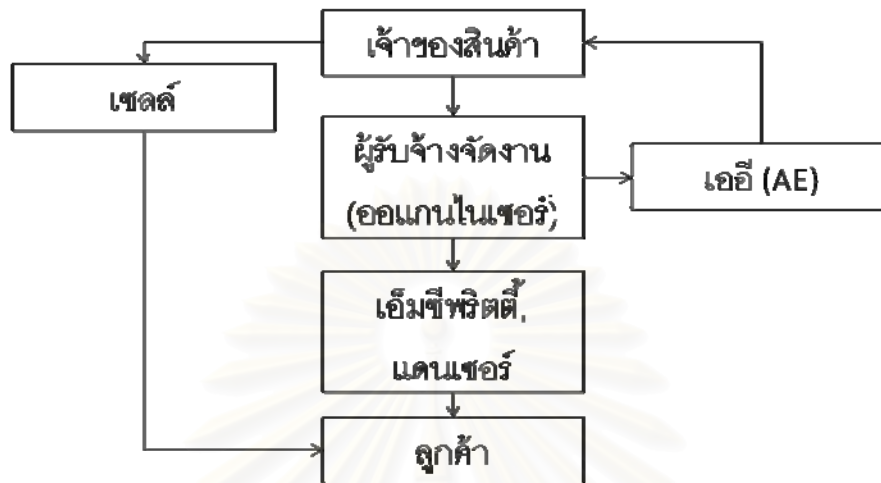 เจ้าของสินค้า
เซลล์
ผู้รับจ้างจัดงาน
(ออแกนไนเซอร์)
เออี (AE)
เอ็มซีพริตตี้,
แดนเซอร์
ลูกค้า